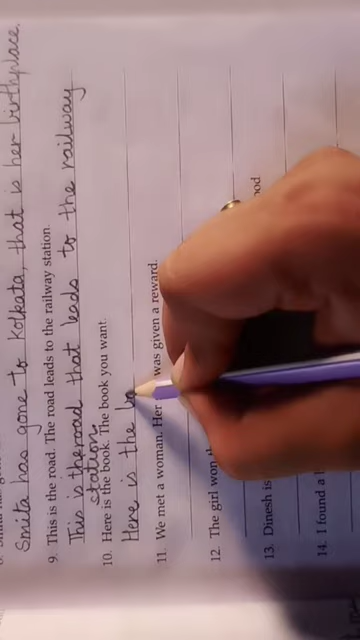 Smita has gone to Kolkata, that is her birthplace.
9. This is the road. The road leads to the railway station.
This is the road that leads to the railway
station.
10. Here is the book. The book you want.
Here is the
11. We met a woman. Her was given a reward.
12. The girl won
13. Dinesh is
14. I found a